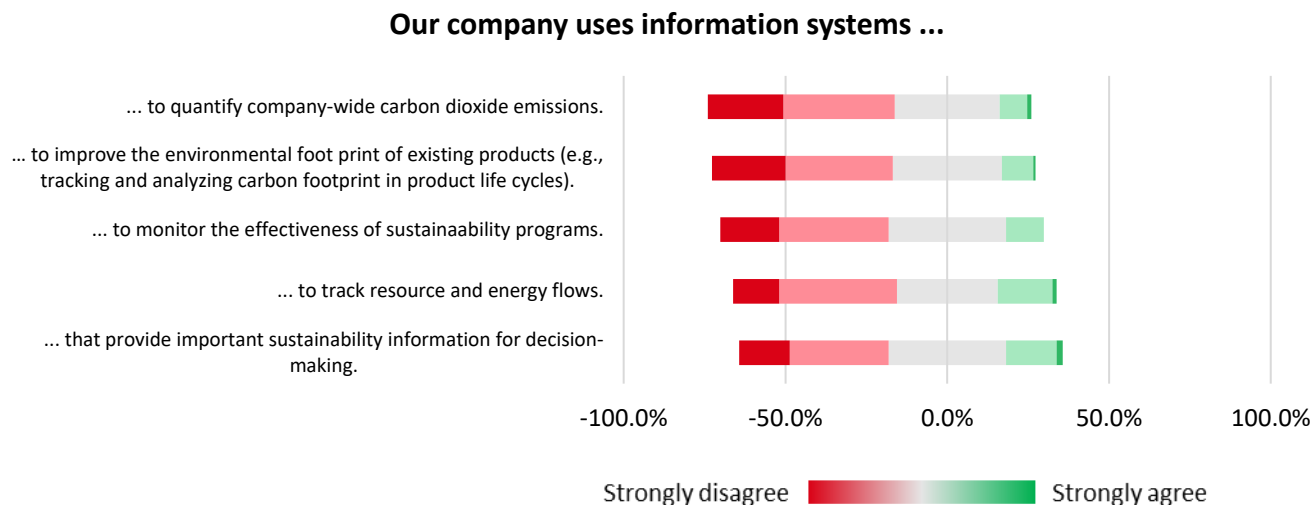 Our company uses information systems ...
... to quantify company-wide carbon dioxide emissions.
... to improve the environmental foot print of existing products (e.g.,
tracking and analyzing carbon footprint in product life cycles).
... to monitor the effectiveness of sustainaability programs.
... to track resource and energy flows.
... that provide important sustainability information for decision-
making.
-100.0% -50.0% 0.0% 50.0% 100.0%
Strongly disagree Strongly agree